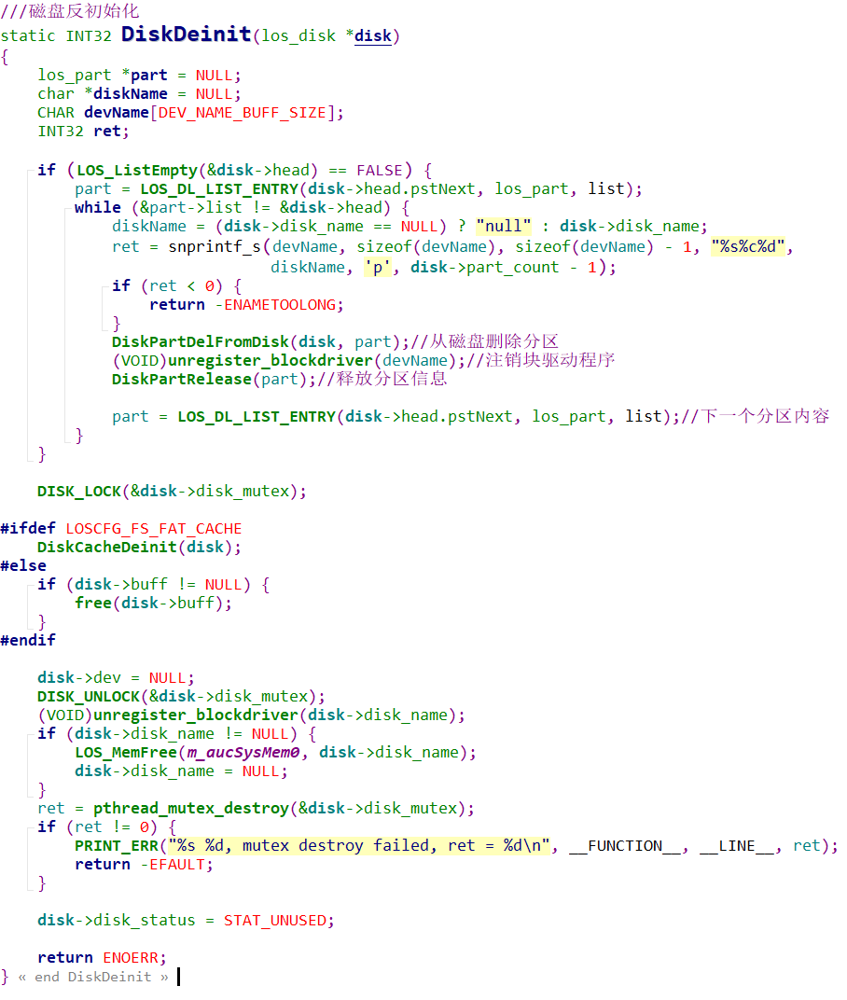 ///磁盘反初始化
static INT32 DiskDeinit(los_disk *disk)
{
    los_part *part = NULL;
    char *diskName = NULL;
    CHAR devName[DEV_NAME_BUFF_SIZE];
    INT32 ret;

    if (LOS_ListEmpty(&disk->head) == FALSE) {
        part = LOS_DL_LIST_ENTRY(disk->head.pstNext, los_part, list);
        while (&part->list != &disk->head) {
            diskName = (disk->disk_name == NULL) ? "null" : disk->disk_name;
            ret = snprintf_s(devName, sizeof(devName), sizeof(devName) - 1, "%s%c%d",
                             diskName, 'p', disk->part_count - 1);
            if (ret < 0) {
                return -ENAMETOOLONG;
            }
            DiskPartDelFromDisk(disk, part);//从磁盘删除分区
            (VOID)unregister_blockdriver(devName);//注销块驱动程序
            DiskPartRelease(part);//释放分区信息

            part = LOS_DL_LIST_ENTRY(disk->head.pstNext, los_part, list);//下一个分区内容
        }
    }

    DISK_LOCK(&disk->disk_mutex);

#ifdef LOSCFG_FS_FAT_CACHE
    DiskCacheDeinit(disk);
#else
    if (disk->buff != NULL) {
        free(disk->buff);
    }
#endif

    disk->dev = NULL;
    DISK_UNLOCK(&disk->disk_mutex);
    (VOID)unregister_blockdriver(disk->disk_name);
    if (disk->disk_name != NULL) {
        LOS_MemFree(m_aucSysMem0, disk->disk_name);
        disk->disk_name = NULL;
    }
    ret = pthread_mutex_destroy(&disk->disk_mutex);
    if (ret != 0) {
        PRINT_ERR("%s %d, mutex destroy failed, ret = %d\n", __FUNCTION__, __LINE__, ret);
        return -EFAULT;
    }

    disk->disk_status = STAT_UNUSED;

    return ENOERR;
} « end DiskDeinit »